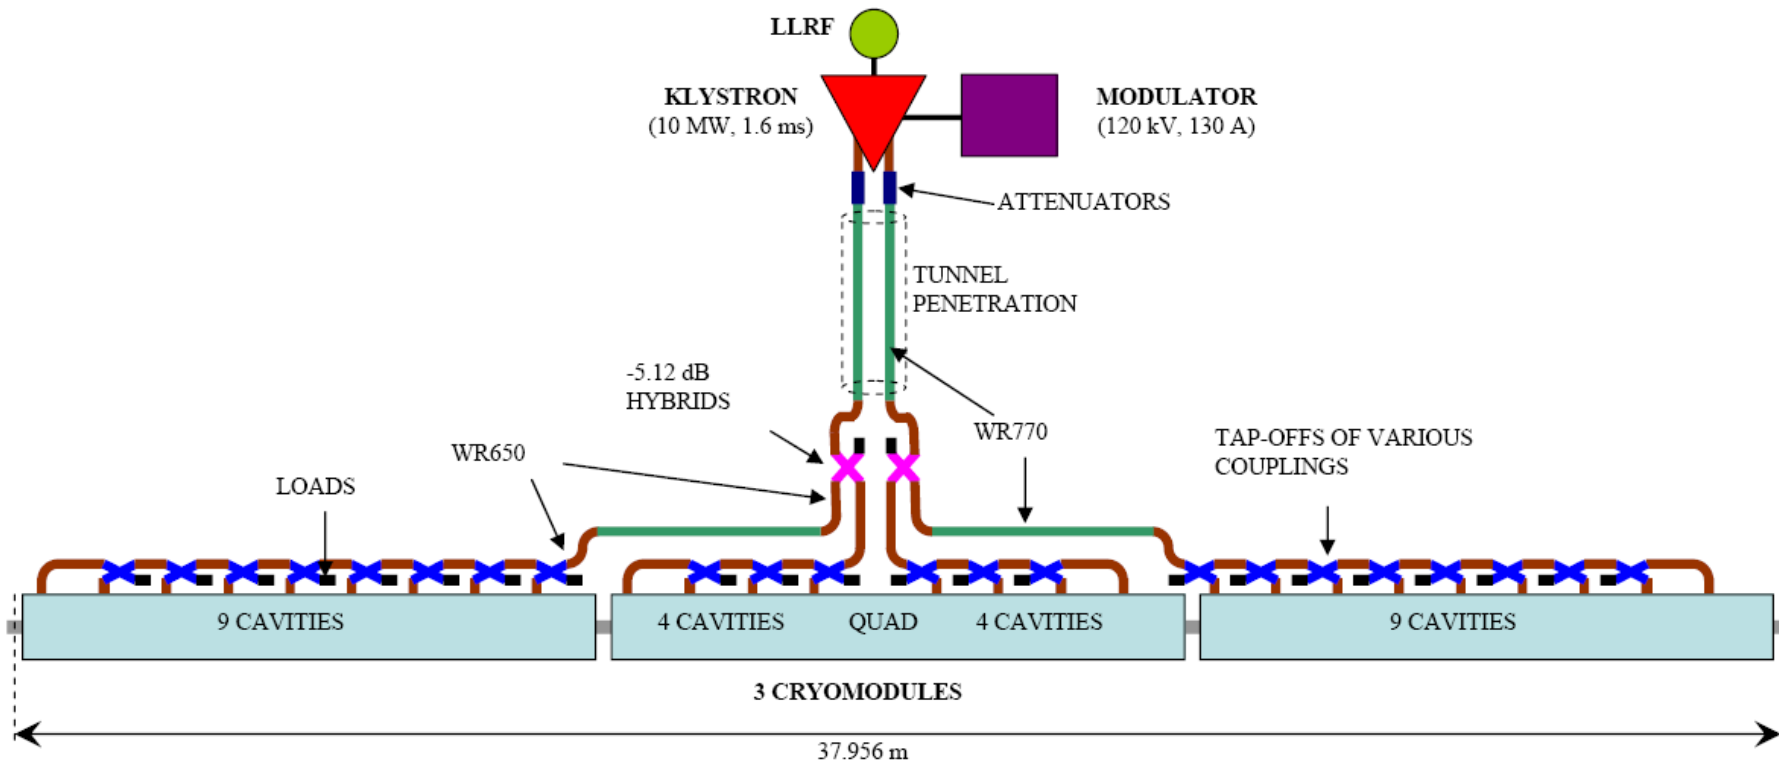 LLRF
KLYSTRON
(10 MW, 1.6 ms)
MODULATOR
(120 kV, 130 A)
ATTENUATORS
TUNNEL
PENETRATION
-5.12 dB
HYBRIDS
WR770
WR650
TAP-OFFS OF VARIOUS
COUPLINGS
LOADS
9 CAVITIES
4 CAVITIES
QUAD
4 CAVITIES
9 CAVITIES
3 CRYOMODULES
37.956 m